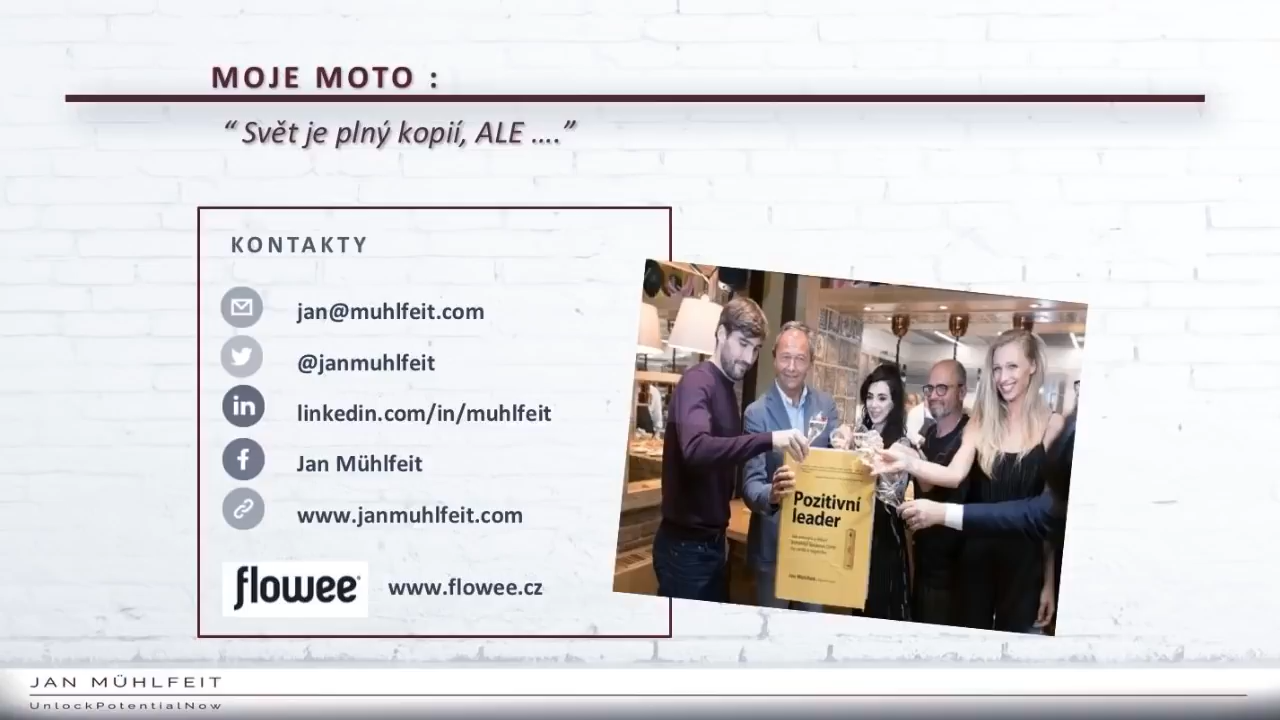 MOJE MOTO :
“ Svět je plný kopií, ALE ….”
KONTAKTY
jan@muhlfeit.com
@janmuhlfeit
linkedin.com/in/muhlfeit
Jan Mühlfeit
www.janmuhlfeit.com
flowee www.flowee.cz
Pozitivní
leader
JAN MÜHLFEIT
UnlockPotentialNow